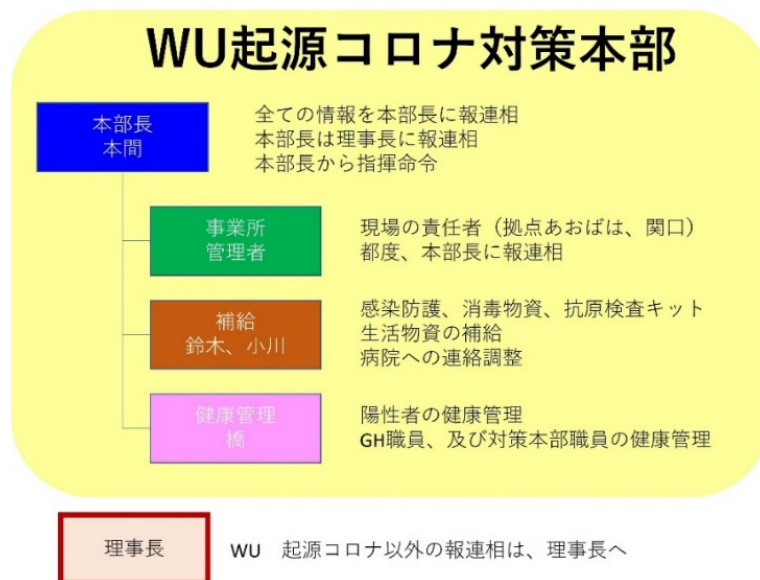 WU起源コロナ対策本部
本部長
本間
全ての情報を本部長に報連相
本部長は理事長に報連相
本部長から指揮命令
事業所
管理者
現場の責任者（拠点あおばは、関口）
都度、本部長に報連相
補給
鈴木、小川
感染防護、消毒物資、抗原検査キット
生活物資の補給
病院への連絡調整
健康管理
橋
陽性者の健康管理
GH職員、及び対策本部職員の健康管理
理事長
WU　起源コロナ以外の報連相は、理事長へ